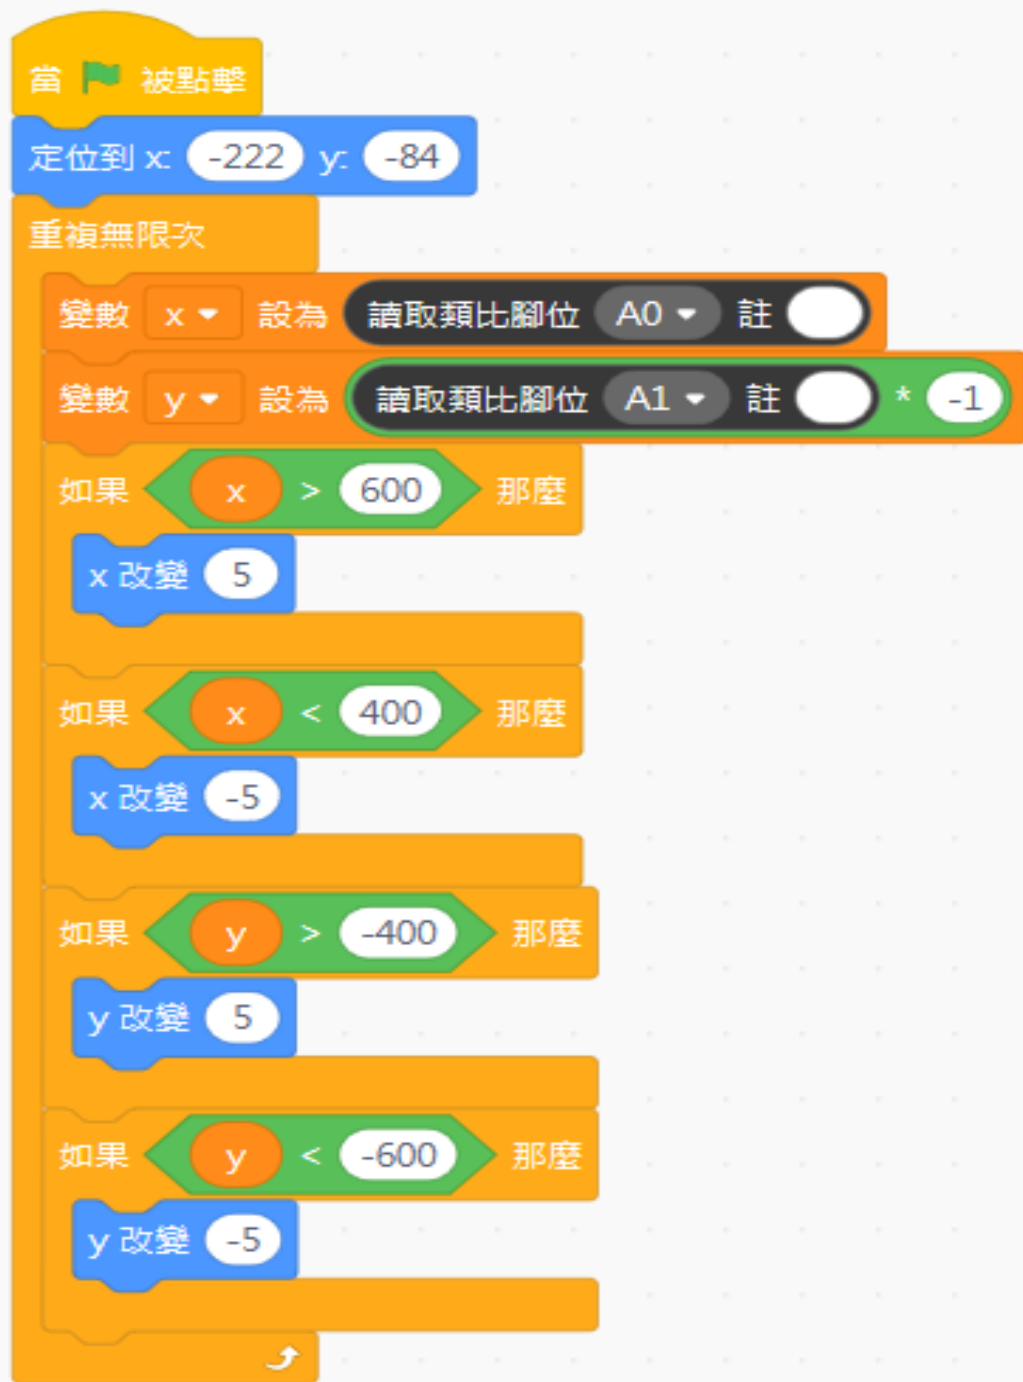 當 被點擊
定位到 x: -222 y: -84
重複無限次
變數 x 設為 讀取類比腳位 A0 註
變數 y 設為 讀取類比腳位 A1 註 * -1
如果 x > 600 那麼
x 改變 5
如果 x < 400 那麼
x 改變 -5
如果 y > -400 那麼
y 改變 5
如果 y < -600 那麼
y 改變 -5